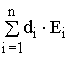 n
∑ dᵢ · Eᵢ
i = 1